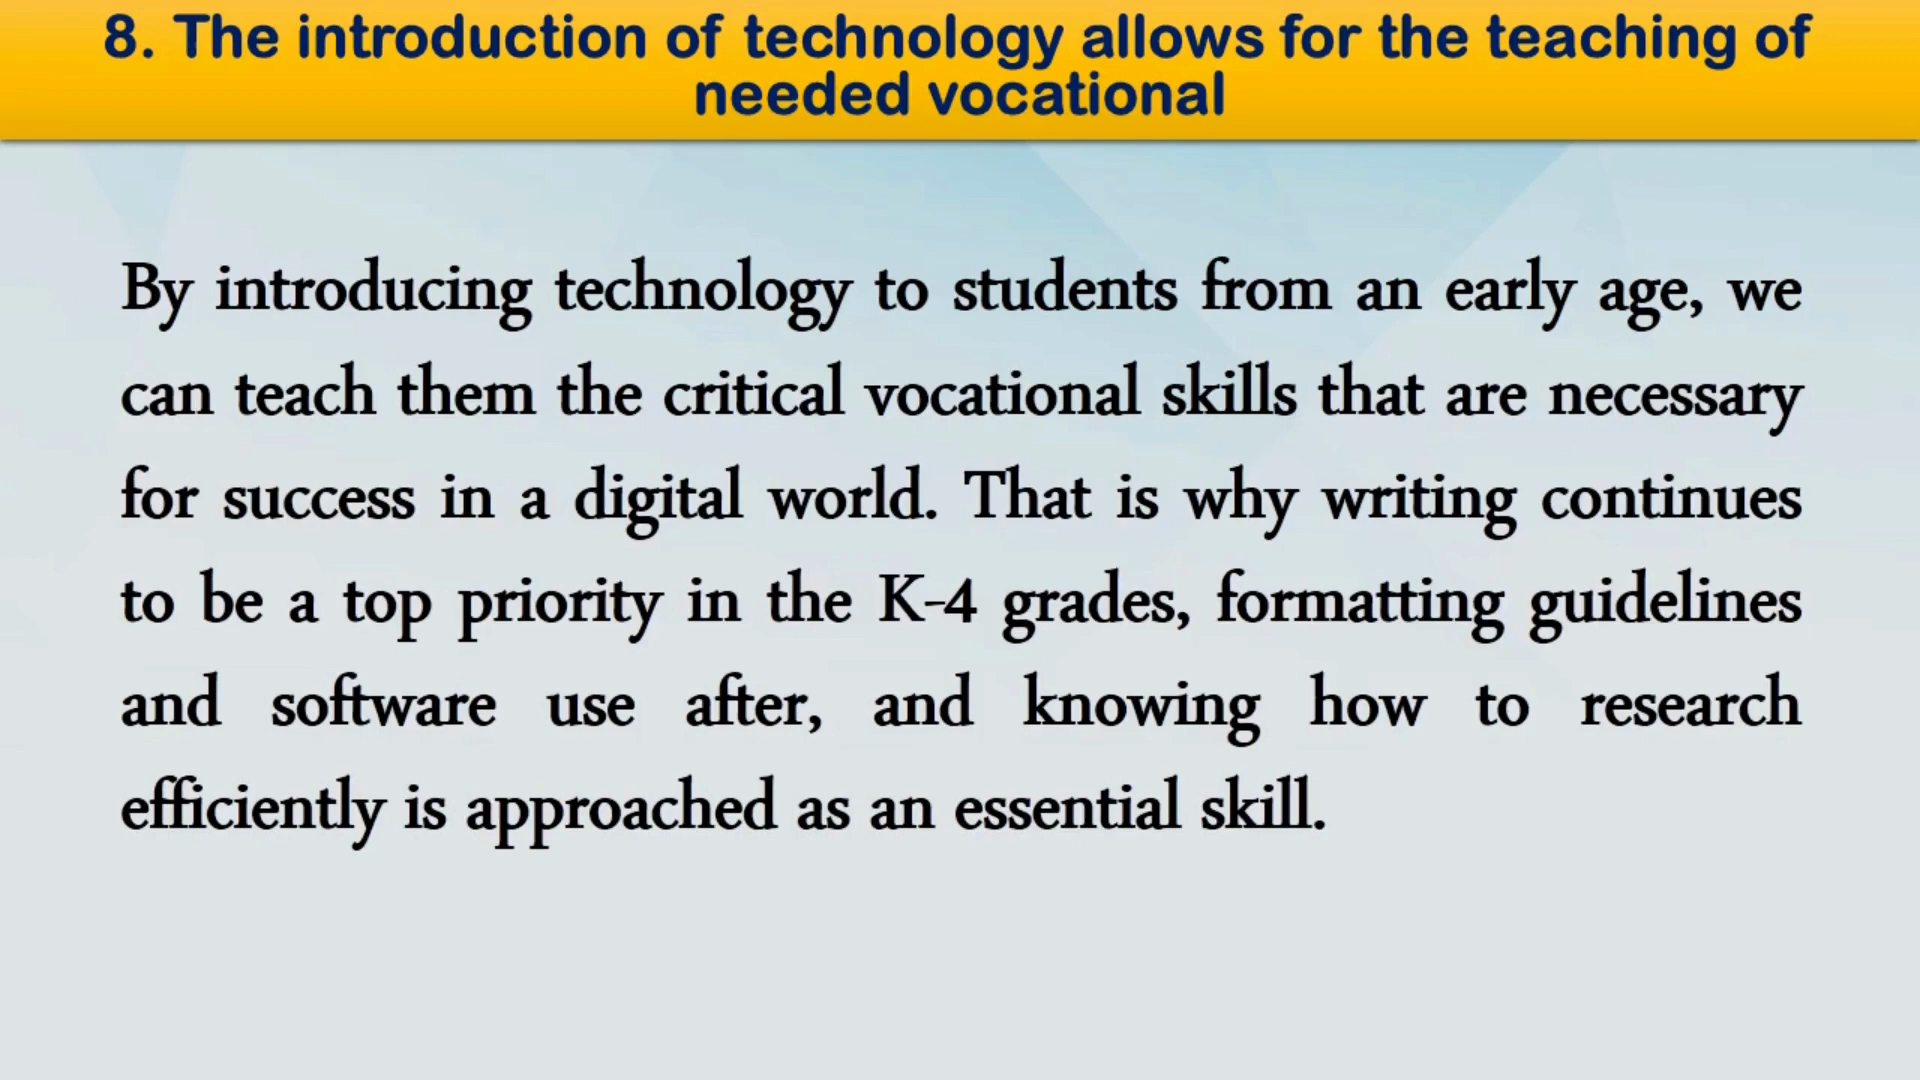 8. The introduction of technology allows for the teaching of
needed vocational
By introducing technology to students from an early age, we
can teach them the critical vocational skills that are necessary
for success in a digital world. That is why writing continues
to be a top priority in the K-4 grades, formatting guidelines
and software use after, and knowing how to research
efficiently is approached as an essential skill.